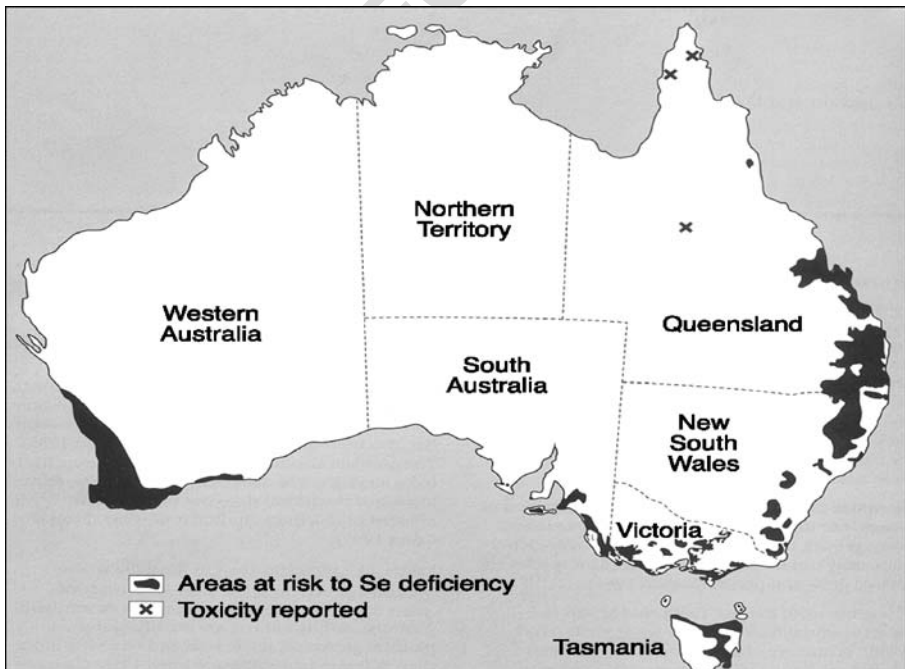 Northern
Territory
Western
Australia
Queensland
South
Australia
New
South
Wales
Victoria
Areas at risk to Se deficiency
Toxicity reported
Tasmania